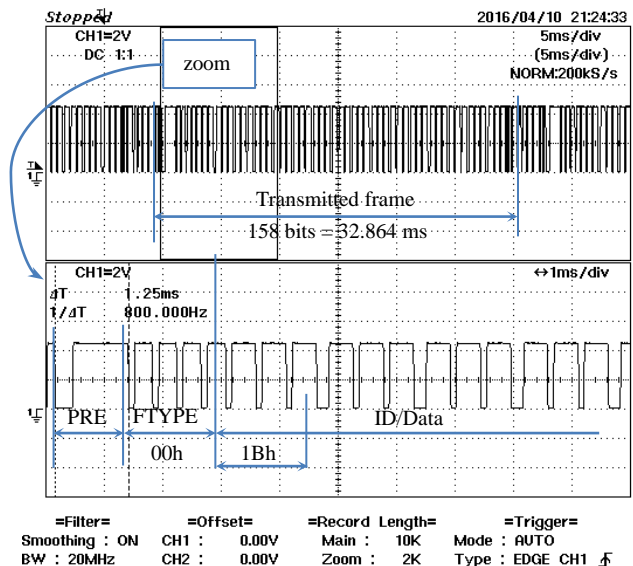 Stopped 2016/04/10 21:24:33
CH1=2V 5ms/div
DC 1:1 (5ms/div)
NORM:200kS/s
zoom
Transmitted frame
158 bits = 32.864 ms
CH1=2V ↔1ms/div
ΔT 1.25ms
1/ΔT 800.000Hz
PRE FTYPE ID/Data
00h 1Bh
=Filter= =Offset= =Record Length= =Trigger=
Smoothing : ON CH1 : 0.00V Main : 10K Mode : AUTO
BW : 20MHz CH2 : 0.00V Zoom : 2K Type : EDGE CH1